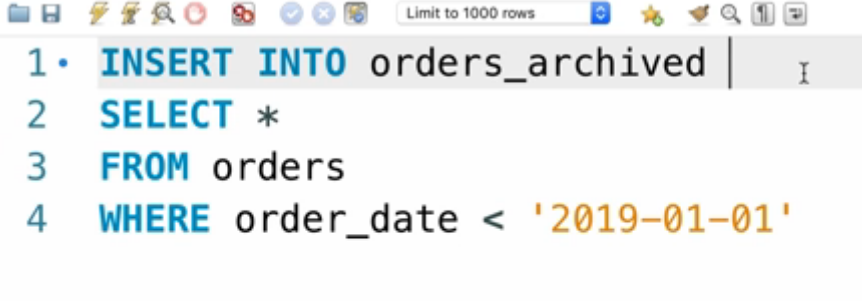 Limit to 1000 rows
1 INSERT INTO orders_archived
2 SELECT *
3 FROM orders
4 WHERE order_date < '2019-01-01'